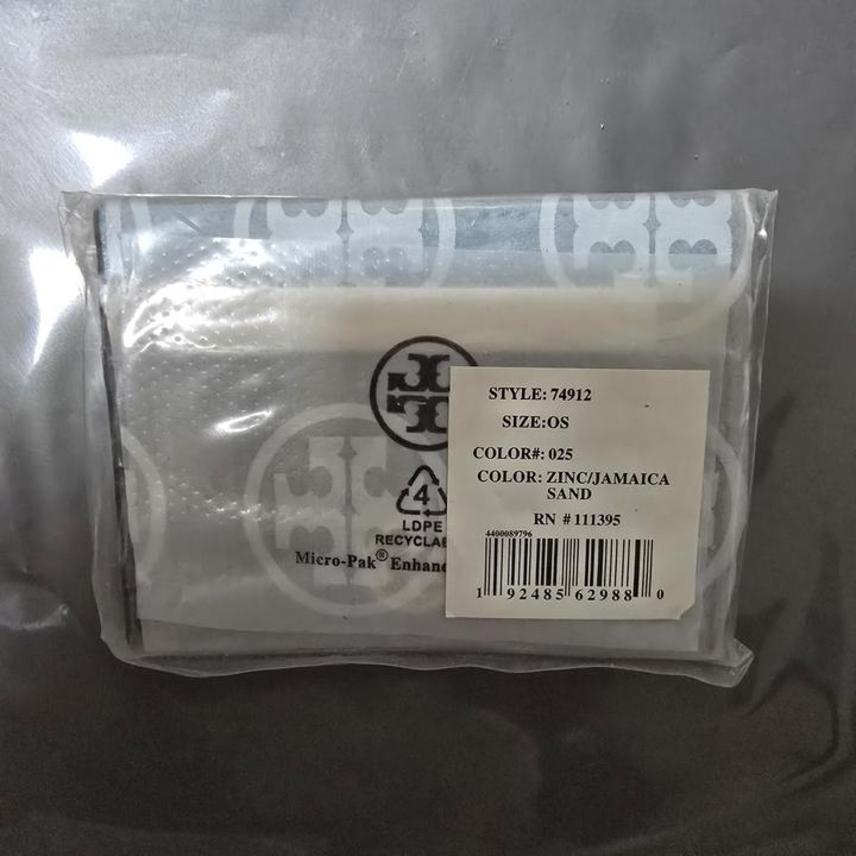 4
LDPE
Micro-Pak®
STYLE: 74912
SIZE:OS
COLOR#: 025
COLOR: ZINC/JAMAICA
SAND
RN #111395
4400089796
1 92485 62988 0